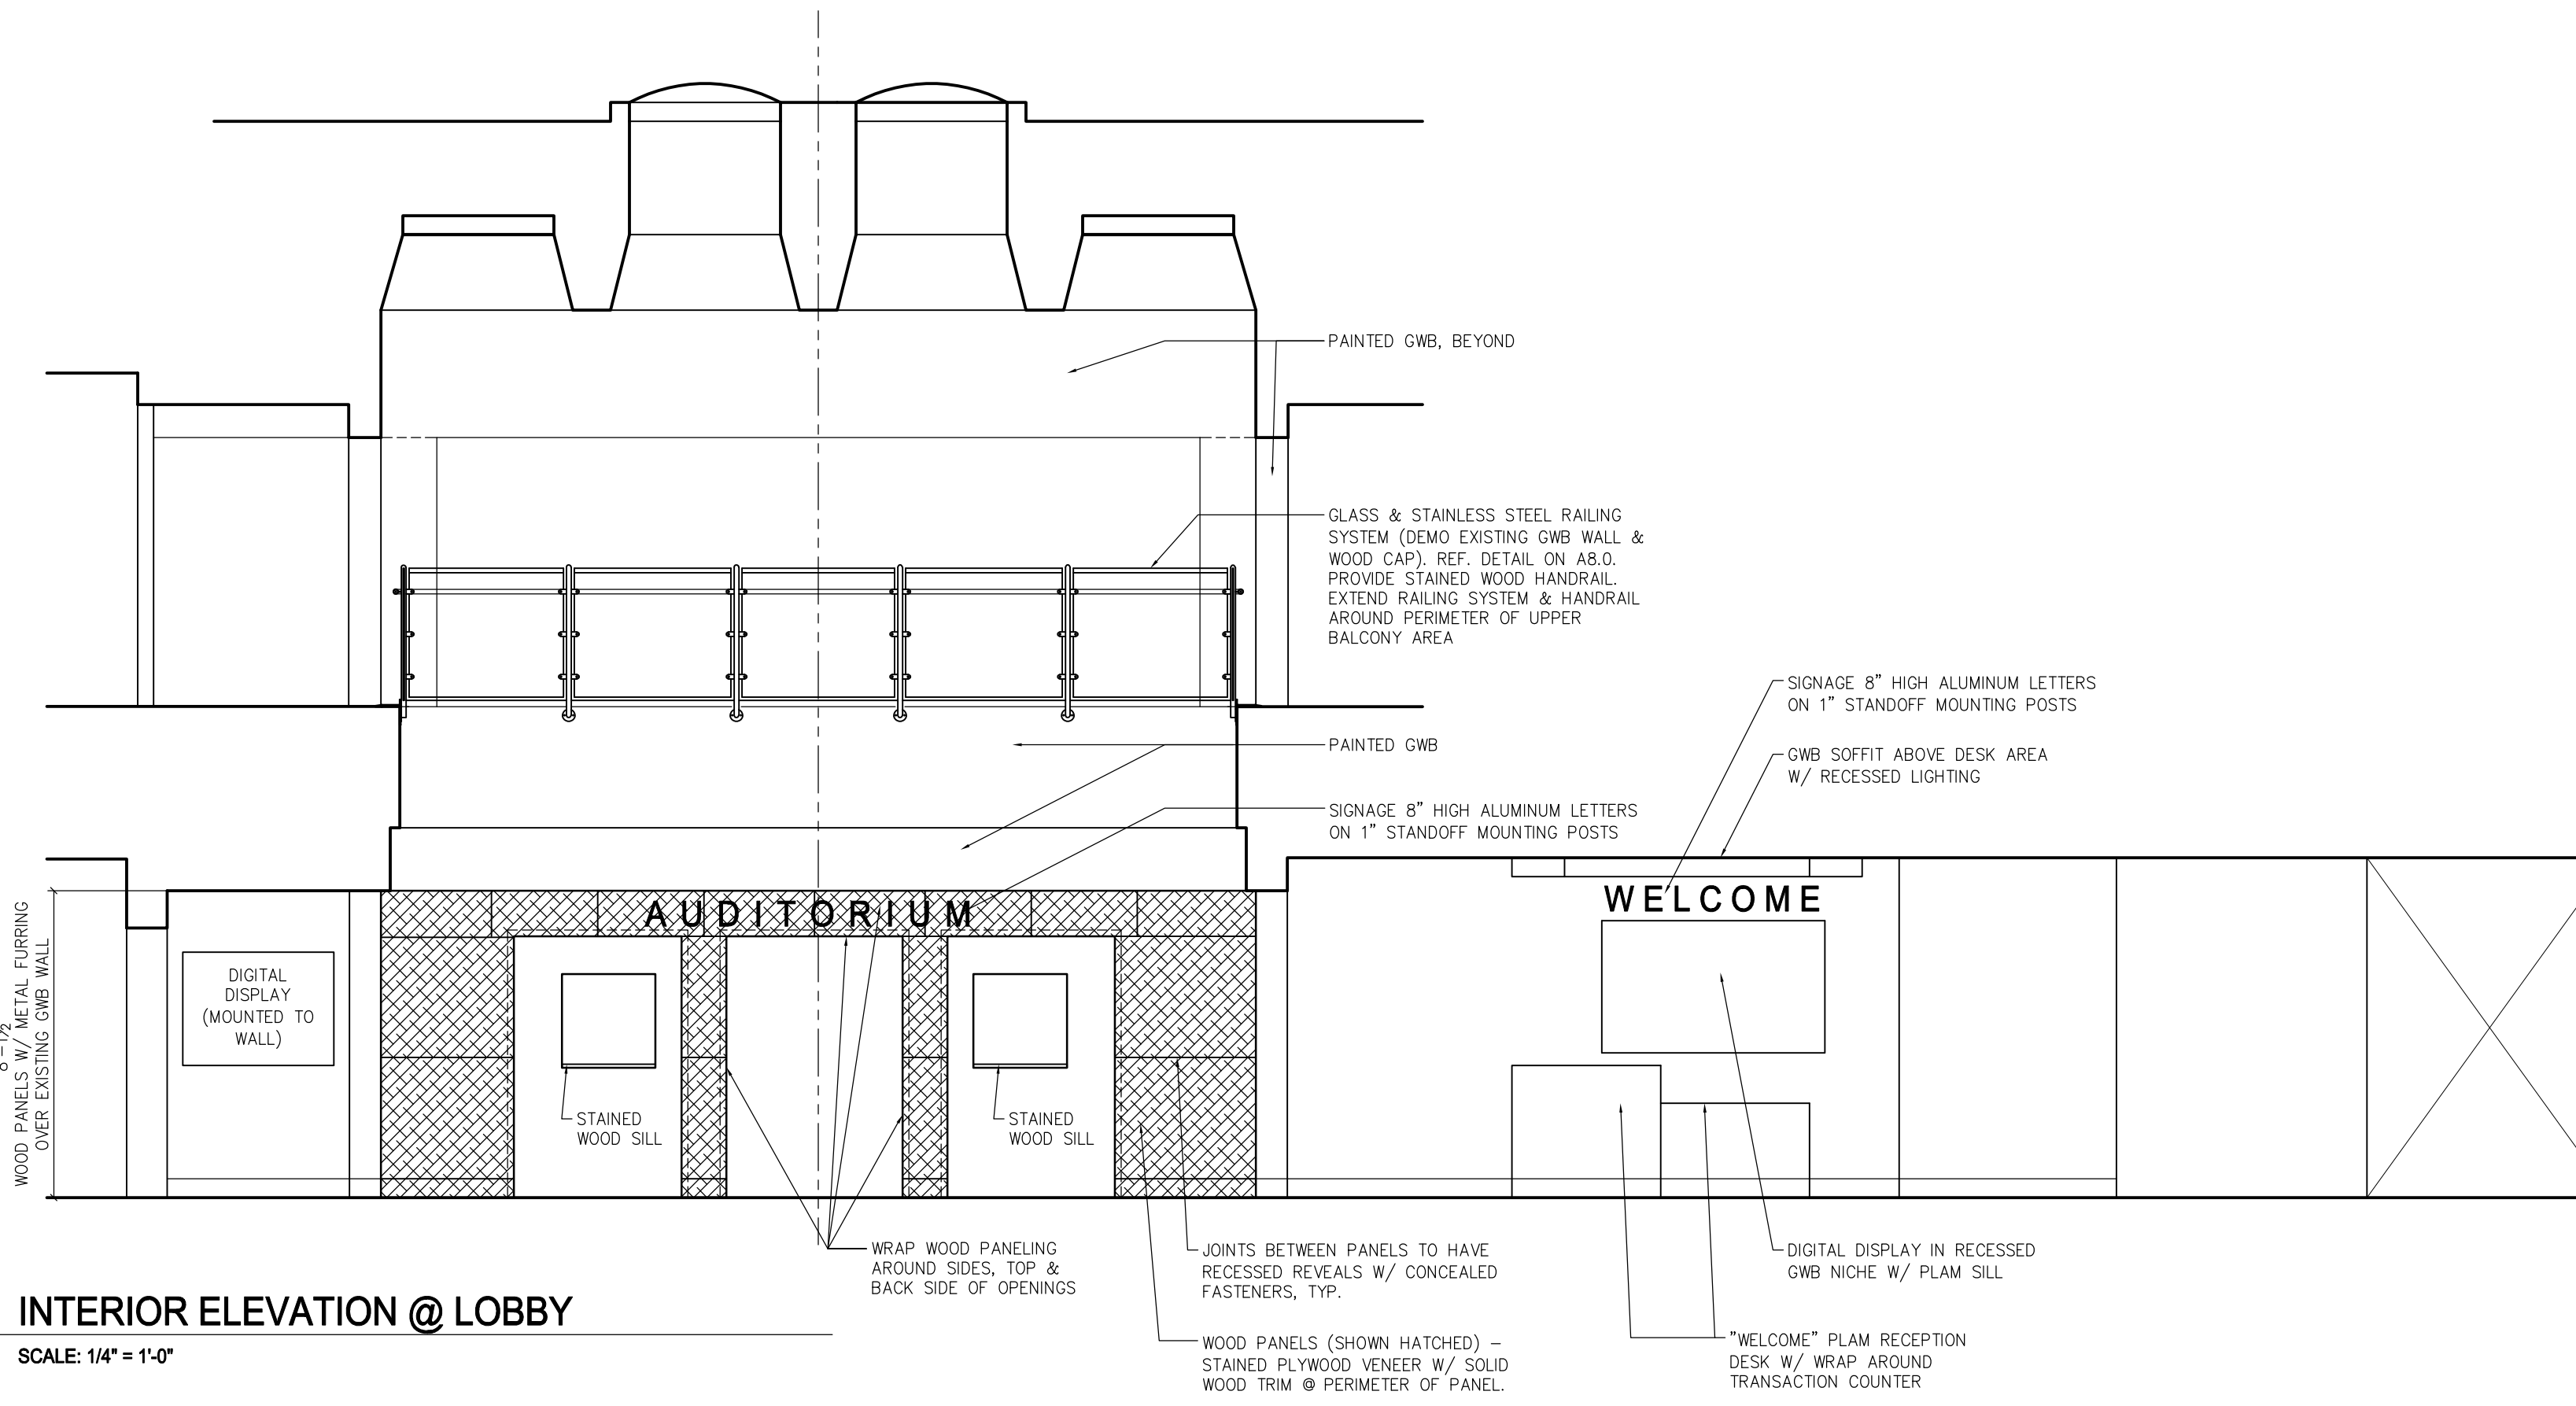 PAINTED GWB, BEYOND
GLASS & STAINLESS STEEL RAILING
SYSTEM (DEMO EXISTING GWB WALL &
WOOD CAP). REF. DETAIL ON A8.0.
PROVIDE STAINED WOOD HANDRAIL.
EXTEND RAILING SYSTEM & HANDRAIL
AROUND PERIMETER OF UPPER
BALCONY AREA
SIGNAGE 8" HIGH ALUMINUM LETTERS
ON 1" STANDOFF MOUNTING POSTS
PAINTED GWB
GWB SOFFIT ABOVE DESK AREA
W/ RECESSED LIGHTING
SIGNAGE 8" HIGH ALUMINUM LETTERS
ON 1" STANDOFF MOUNTING POSTS
WOOD PANELS W/ METAL FURRING
OVER EXISTING GWB WALL
AUDITORIUM
WELCOME
DIGITAL
DISPLAY
(MOUNTED TO
WALL)
STAINED
WOOD SILL
STAINED
WOOD SILL
WRAP WOOD PANELING
AROUND SIDES, TOP &
BACK SIDE OF OPENINGS
JOINTS BETWEEN PANELS TO HAVE
RECESSED REVEALS W/ CONCEALED
FASTENERS, TYP.
DIGITAL DISPLAY IN RECESSED
GWB NICHE W/ PLAM SILL
WOOD PANELS (SHOWN HATCHED) –
STAINED PLYWOOD VENEER W/ SOLID
WOOD TRIM @ PERIMETER OF PANEL.
"WELCOME" PLAM RECEPTION
DESK W/ WRAP AROUND
TRANSACTION COUNTER
INTERIOR ELEVATION @ LOBBY
SCALE: 1/4" = 1'-0"